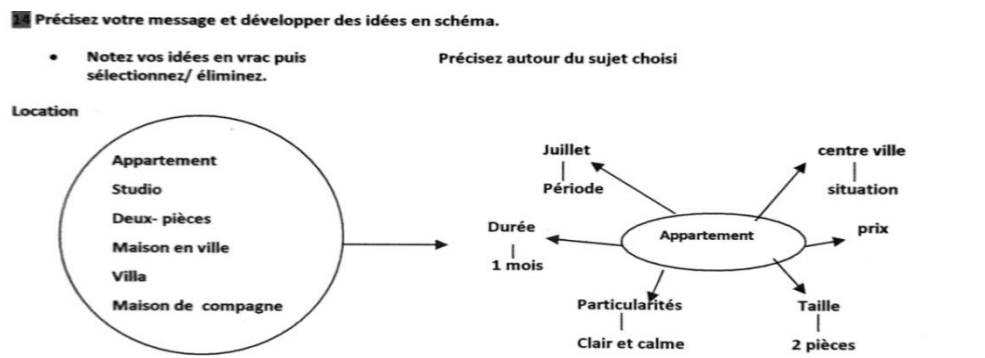 14 Précisez votre message et développer des idées en schéma.
• Notez vos idées en vrac puis
sélectionnez/ éliminez.
Précisez autour du sujet choisi
Location
Appartement
Studio
Deux- pièces
Maison en ville
Villa
Maison de compagne
Juillet
Période
centre ville
situation
Durée
1 mois
Appartement
prix
Particularités
Clair et calme
Taille
2 pièces